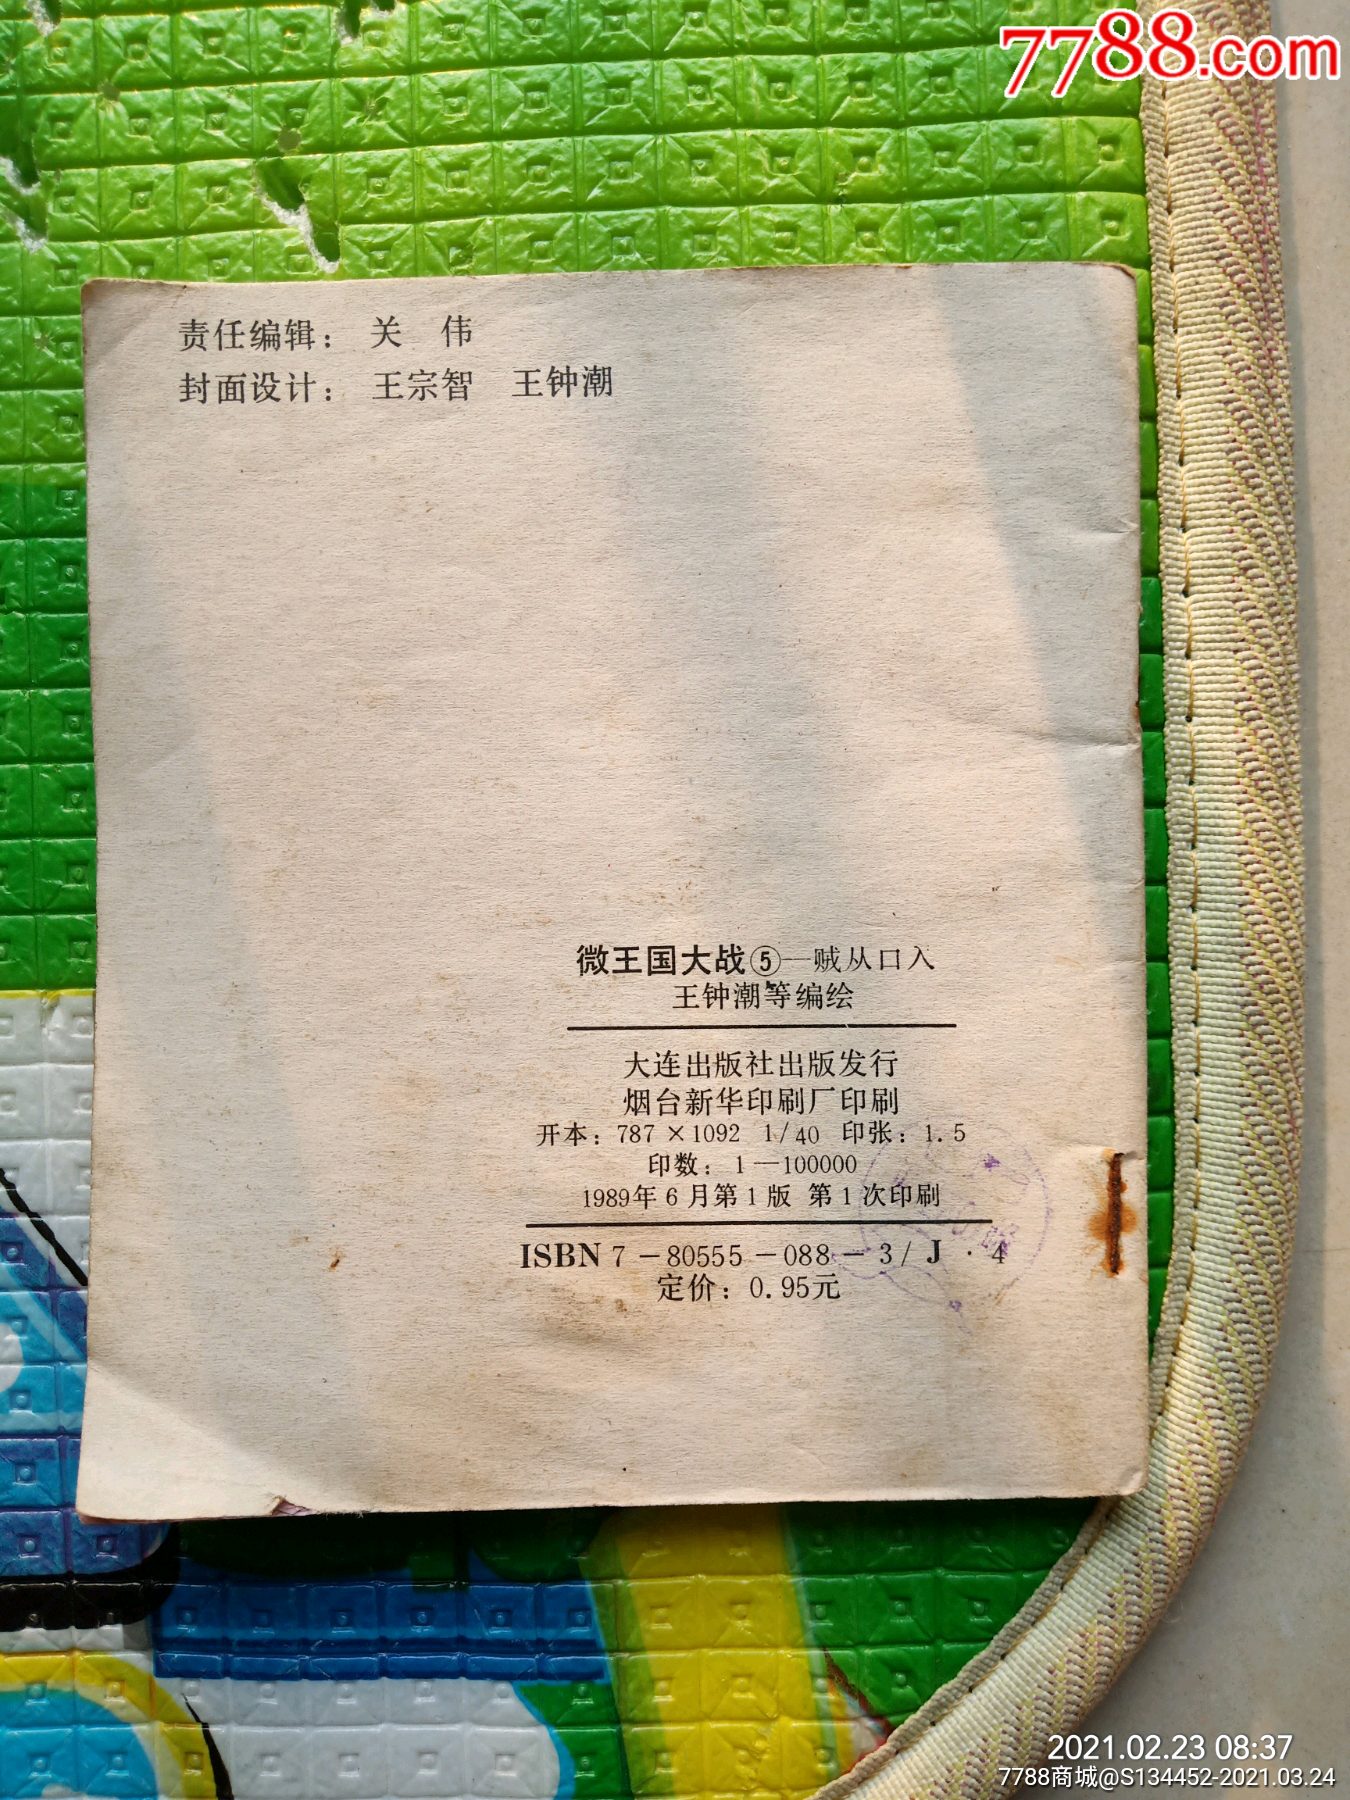 7788.com
责任编辑： 关 伟
封面设计： 王宗智 王钟潮
微王国大战⑤—贼从口入
王钟潮等编绘
大连出版社出版发行
烟台新华印刷厂印刷
开本：787×1092 1/40 印张：1.5
印数：1—100000
1989年6月第1版 第1次印刷
ISBN 7-80555-088-3/J·4
定价：0.95元
2021.02.23 08:37
7788商城@S134452-2021.03.24